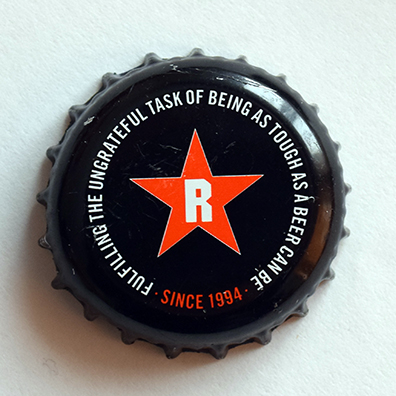 FULFILLING THE UNGRATEFUL TASK OF BEING AS TOUGH AS A BEER CAN BE
· SINCE 1994 ·
R